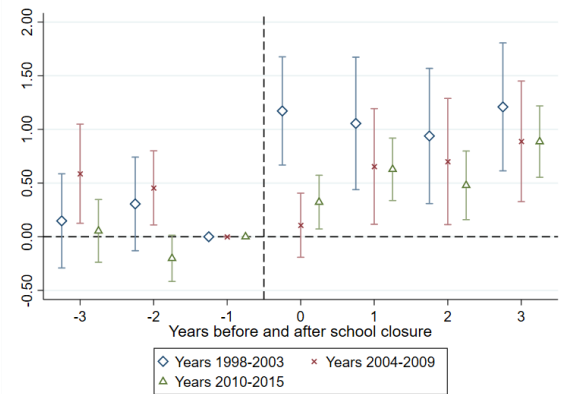 2.00
1.50
1.00
0.50
0.00
-0.50
-3 -2 -1 0 1 2 3
Years before and after school closure
Years 1998-2003 Years 2004-2009
Years 2010-2015